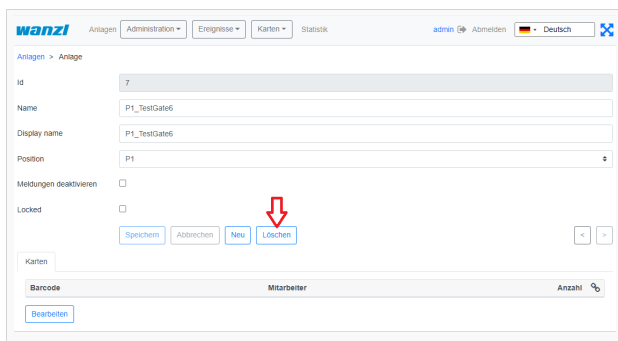 wanzl Anlagen Administration Ereignisse Karten Statistik admin Abmelden Deutsch
Anlagen > Anlage
Id 7
Name P1_TestGate6
Display name P1_TestGate6
Position P1
Meldungen deaktivieren
Locked
Speichern Abbrechen Neu Löschen < >
Karten
Barcode Mitarbeiter Anzahl
Bearbeiten